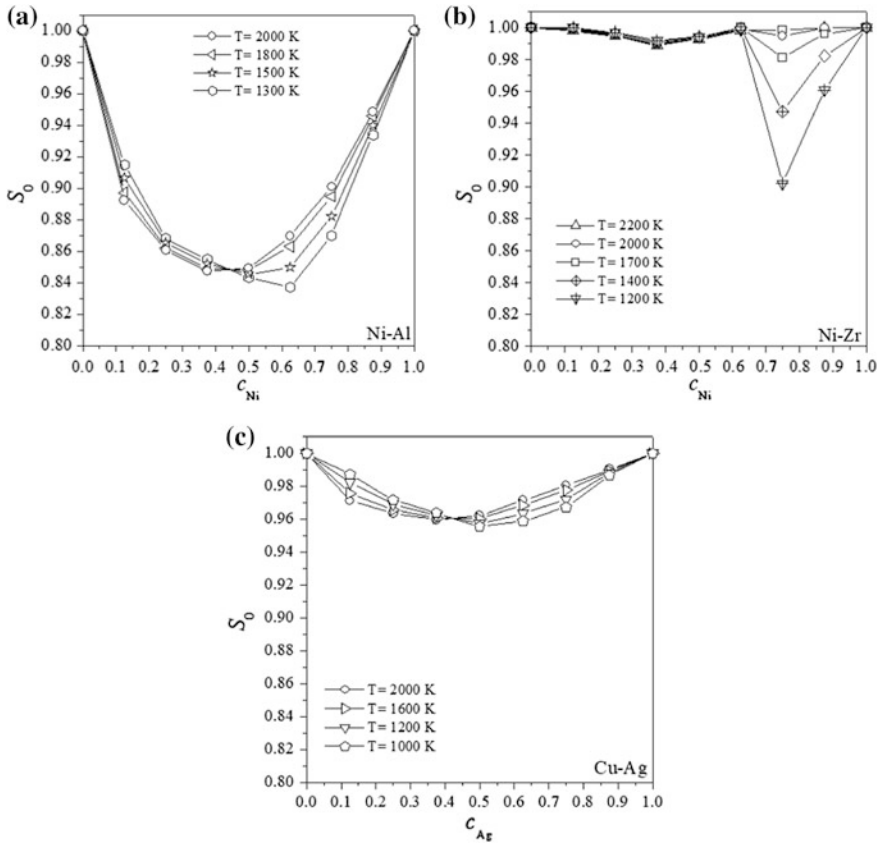 (a)
1.00
0.98
0.96
0.94
0.92
0.90
0.88
0.86
0.84
0.82
0.80
S0
T= 2000 K
T= 1800 K
T= 1500 K
T= 1300 K
Ni-Al
0.0 0.1 0.2 0.3 0.4 0.5 0.6 0.7 0.8 0.9 1.0
cNi
(b)
1.00
0.98
0.96
0.94
0.92
0.90
0.88
0.86
0.84
0.82
0.80
S0
T= 2200 K
T= 2000 K
T= 1700 K
T= 1400 K
T= 1200 K
Ni-Zr
0.0 0.1 0.2 0.3 0.4 0.5 0.6 0.7 0.8 0.9 1.0
cNi
(c)
1.00
0.98
0.96
0.94
0.92
0.90
0.88
0.86
0.84
0.82
0.80
S0
T= 2000 K
T= 1600 K
T= 1200 K
T= 1000 K
Cu-Ag
0.0 0.1 0.2 0.3 0.4 0.5 0.6 0.7 0.8 0.9 1.0
cAg